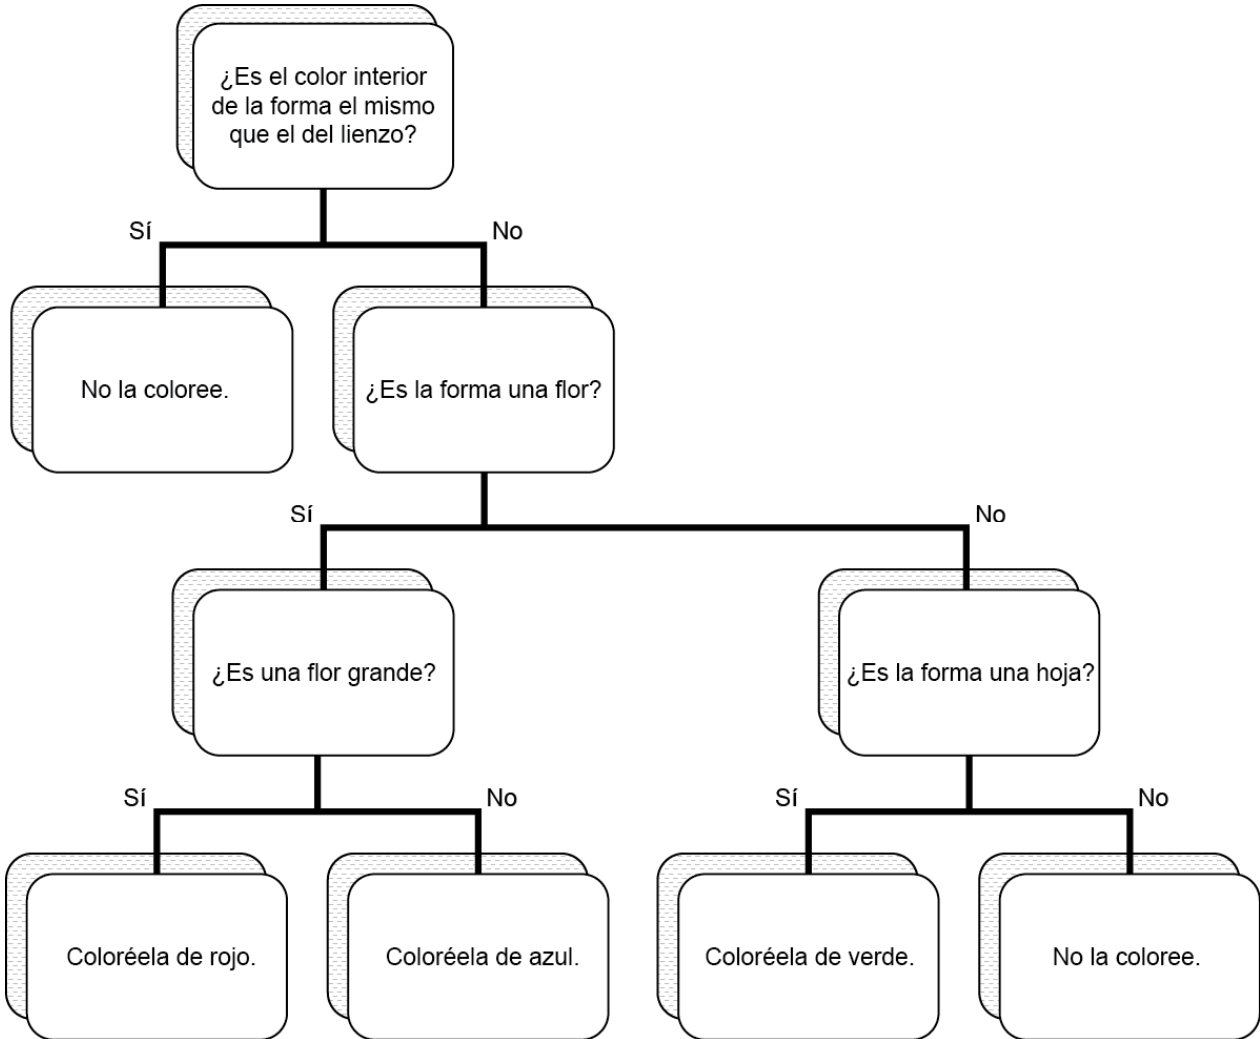 ¿Es el color interior
de la forma el mismo
que el del lienzo?
Sí
No
No la coloree.
¿Es la forma una flor?
Sí
No
¿Es una flor grande?
¿Es la forma una hoja?
Sí
No
Sí
No
Coloréela de rojo.
Coloréela de azul.
Coloréela de verde.
No la coloree.